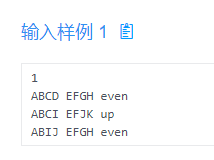 输入样例 1
1
ABCD EFGH even
ABCI EFJK up
ABIJ EFGH even